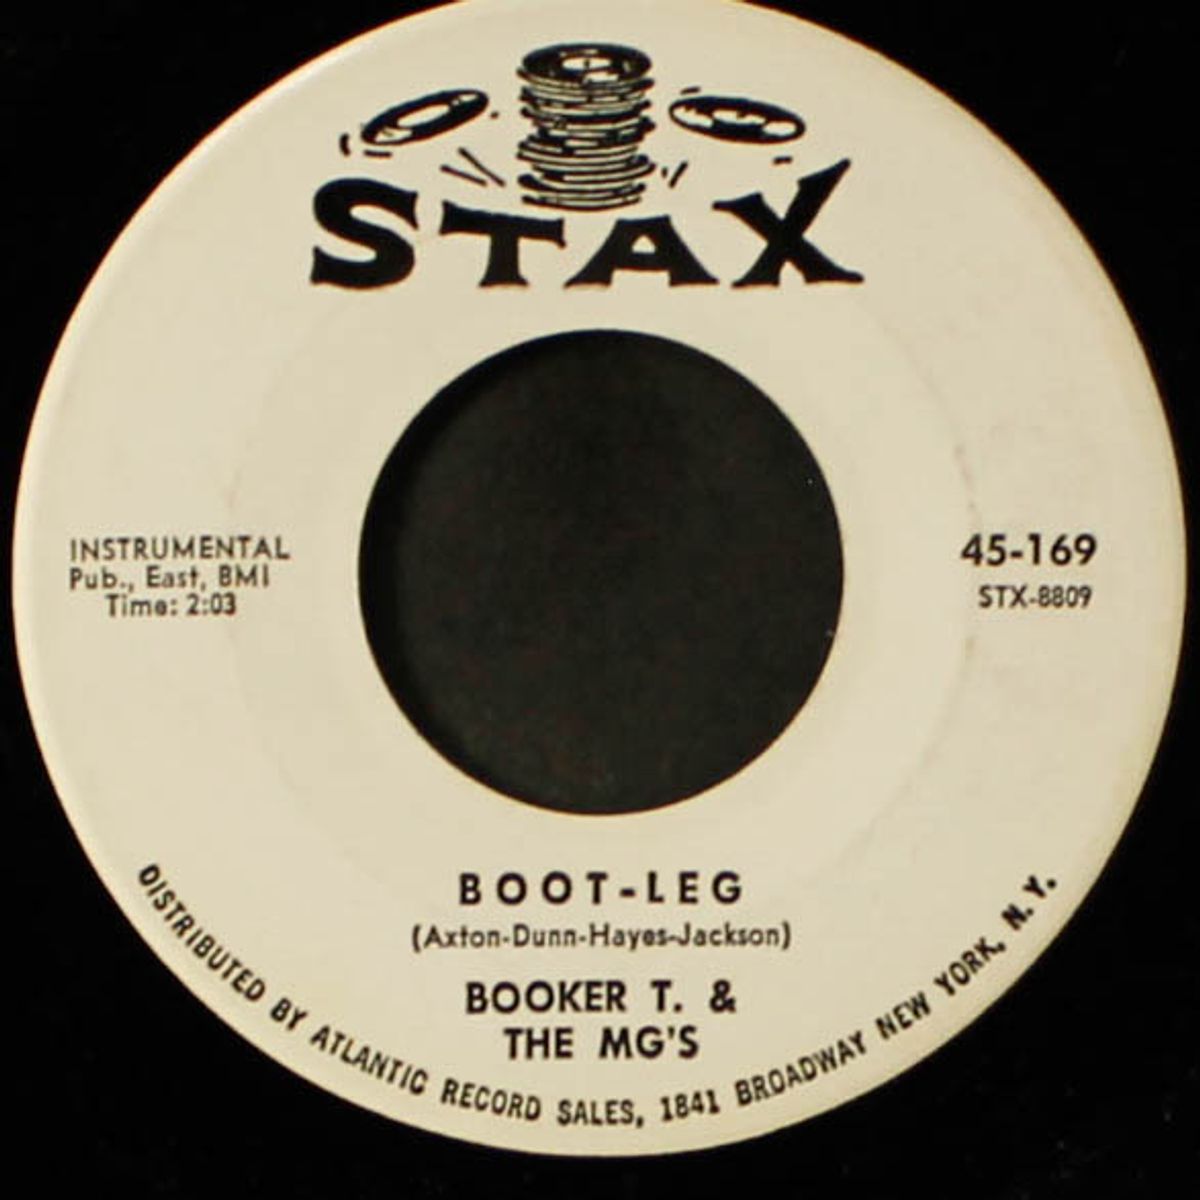 STAX
INSTRUMENTAL
Pub., East, BMI
Time: 2:03
45-169
STX-8809
BOOT-LEG
(Axton-Dunn-Hayes-Jackson)
BOOKER T. &
THE MG'S
DISTRIBUTED BY ATLANTIC RECORD SALES, 1841 BROADWAY NEW YORK, N.Y.